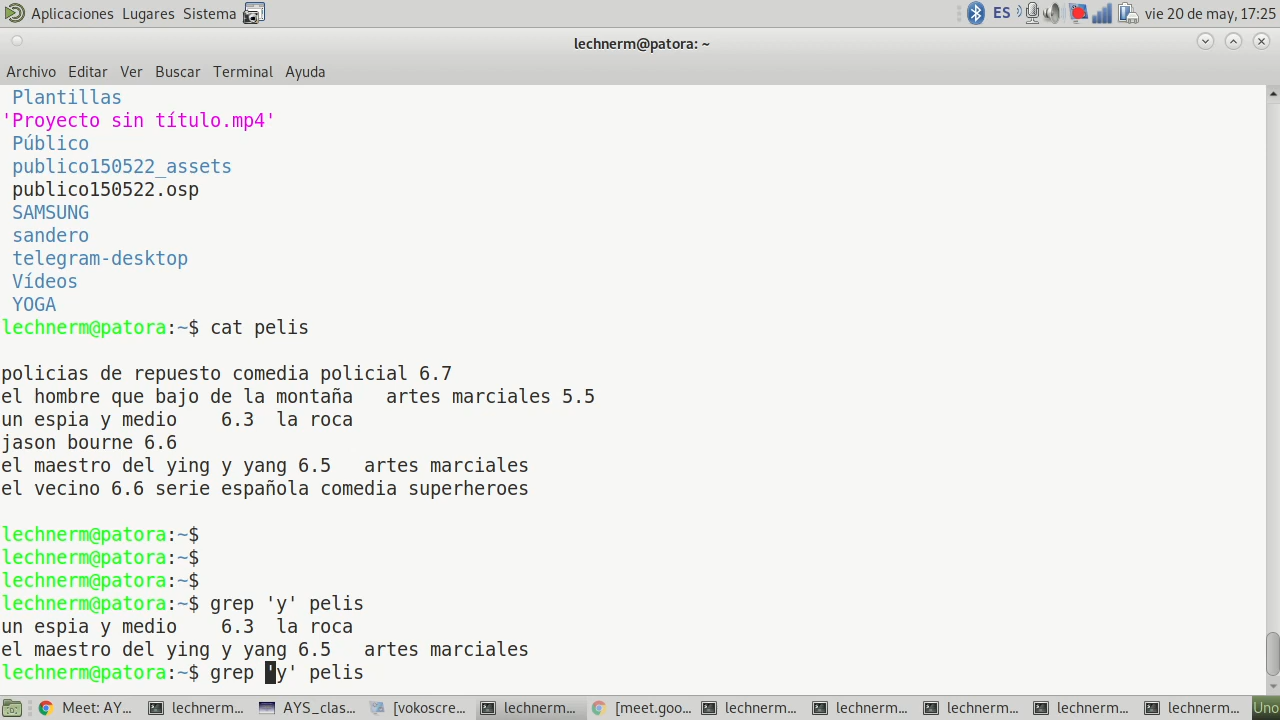 Aplicaciones Lugares Sistema ES vie 20 de may, 17:25
lechnerm@patora: ~
Archivo Editar Ver Buscar Terminal Ayuda
Plantillas
'Proyecto sin título.mp4'
Público
publico150522_assets
publico150522.osp
SAMSUNG
sandero
telegram-desktop
Vídeos
YOGA
lechnerm@patora:~$ cat pelis
policias de repuesto comedia policial 6.7
el hombre que bajo de la montaña   artes marciales 5.5
un espia y medio    6.3  la roca
jason bourne 6.6
el maestro del ying y yang 6.5   artes marciales
el vecino 6.6 serie española comedia superheroes
lechnerm@patora:~$
lechnerm@patora:~$
lechnerm@patora:~$
lechnerm@patora:~$ grep 'y' pelis
un espia y medio    6.3  la roca
el maestro del ying y yang 6.5   artes marciales
lechnerm@patora:~$ grep 'y' pelis
Meet: AY... lechnerm... AYS_clas... [vokoscre... lechnerm... [meet.goo... lechnerm... lechnerm... lechnerm... lechnerm... lechnerm... Uno